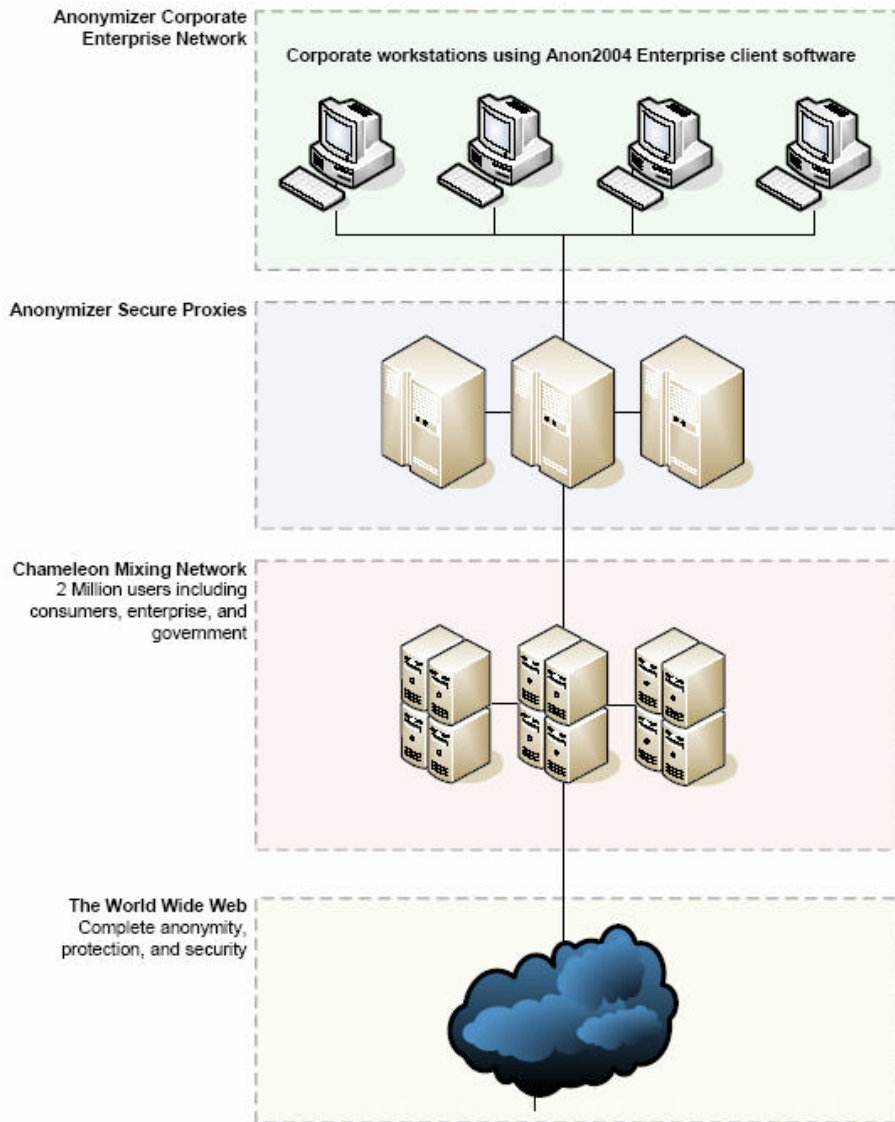 Anonymizer Corporate
Enterprise Network
Corporate workstations using Anon2004 Enterprise client software
Anonymizer Secure Proxies
Chameleon Mixing Network
2 Million users including
consumers, enterprise, and
government
The World Wide Web
Complete anonymity,
protection, and security